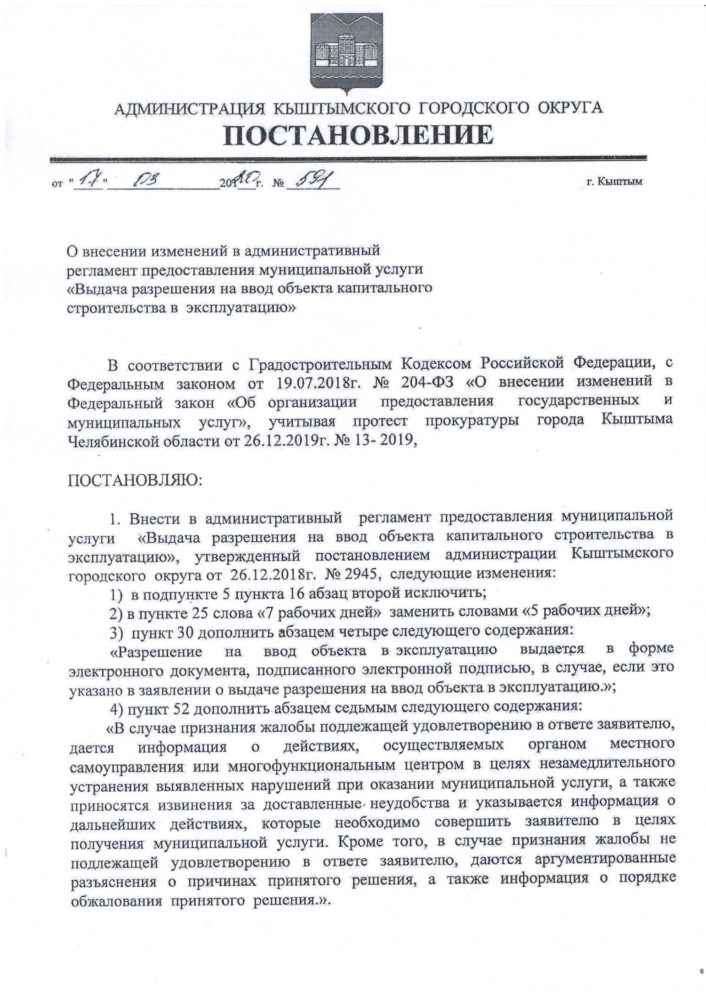 АДМИНИСТРАЦИЯ КЫШТЫМСКОГО ГОРОДСКОГО ОКРУГА
ПОСТАНОВЛЕНИЕ
от "17" 03 2020 г. № 591 г. Кыштым
О внесении изменений в административный
регламент предоставления муниципальной услуги
«Выдача разрешения на ввод объекта капитального
строительства в эксплуатацию»
В соответствии с Градостроительным Кодексом Российской Федерации, с
Федеральным законом от 19.07.2018г. № 204-ФЗ «О внесении изменений в
Федеральный закон «Об организации предоставления государственных и
муниципальных услуг», учитывая протест прокуратуры города Кыштыма
Челябинской области от 26.12.2019г. № 13- 2019,
ПОСТАНОВЛЯЮ:
1. Внести в административный регламент предоставления муниципальной
услуги «Выдача разрешения на ввод объекта капитального строительства в
эксплуатацию», утвержденный постановлением администрации Кыштымского
городского округа от 26.12.2018г. № 2945, следующие изменения:
1) в подпункте 5 пункта 16 абзац второй исключить;
2) в пункте 25 слова «7 рабочих дней» заменить словами «5 рабочих дней»;
3) пункт 30 дополнить абзацем четыре следующего содержания:
«Разрешение на ввод объекта в эксплуатацию выдается в форме
электронного документа, подписанного электронной подписью, в случае, если это
указано в заявлении о выдаче разрешения на ввод объекта в эксплуатацию.»;
4) пункт 52 дополнить абзацем седьмым следующего содержания:
«В случае признания жалобы подлежащей удовлетворению в ответе заявителю,
дается информация о действиях, осуществляемых органом местного
самоуправления или многофункциональным центром в целях незамедлительного
устранения выявленных нарушений при оказании муниципальной услуги, а также
приносятся извинения за доставленные неудобства и указывается информация о
дальнейших действиях, которые необходимо совершить заявителю в целях
получения муниципальной услуги. Кроме того, в случае признания жалобы не
подлежащей удовлетворению в ответе заявителю, даются аргументированные
разъяснения о причинах принятого решения, а также информация о порядке
обжалования принятого решения.».